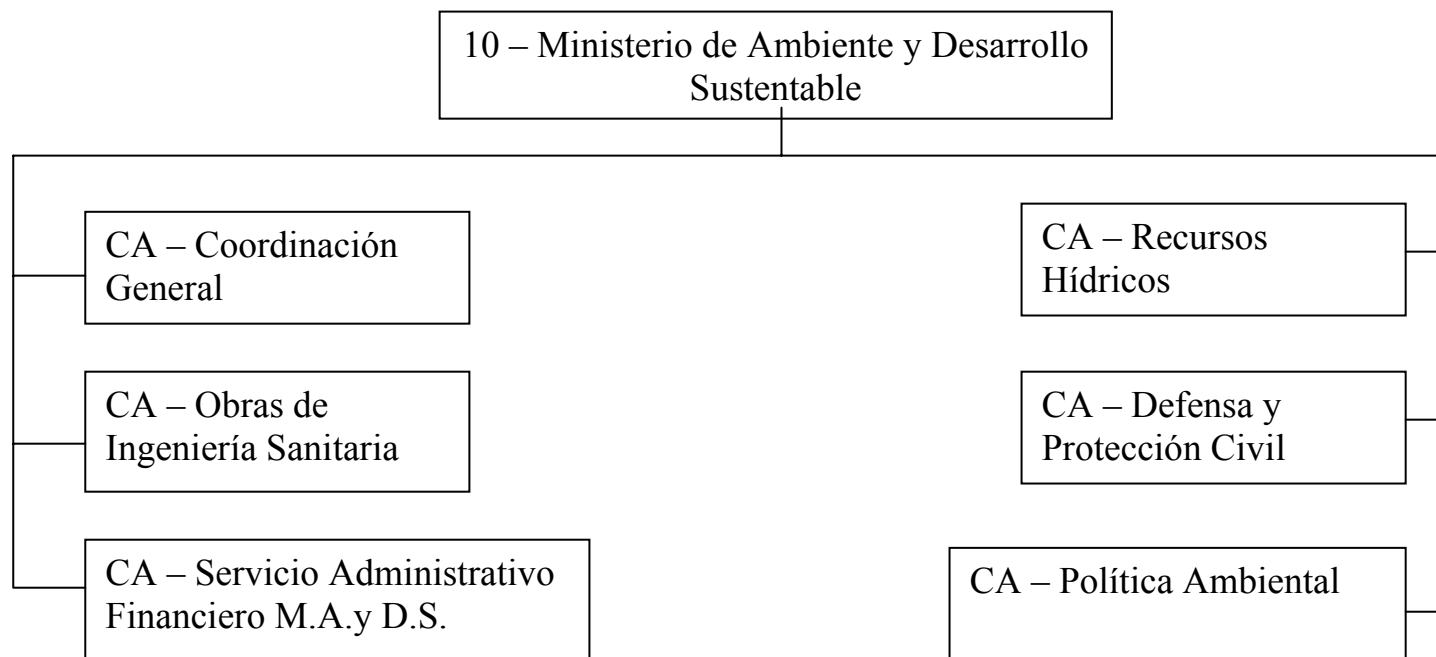 10 – Ministerio de Ambiente y Desarrollo
Sustentable
CA – Coordinación
General
CA – Obras de
Ingeniería Sanitaria
CA – Servicio Administrativo
Financiero M.A.y D.S.
CA – Recursos
Hídricos
CA – Defensa y
Protección Civil
CA – Política Ambiental